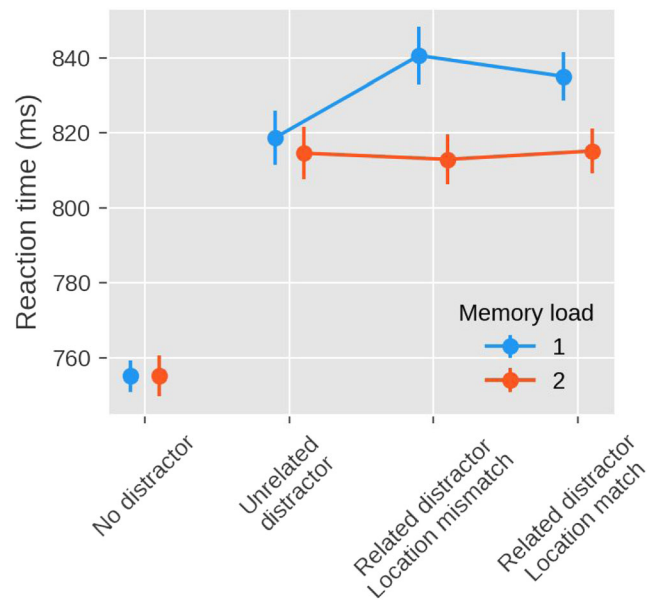 Reaction time (ms)
840
820
800
780
760
Memory load
1
2
No distractor
Unrelated
distractor
Related distractor
Location mismatch
Related distractor
Location match